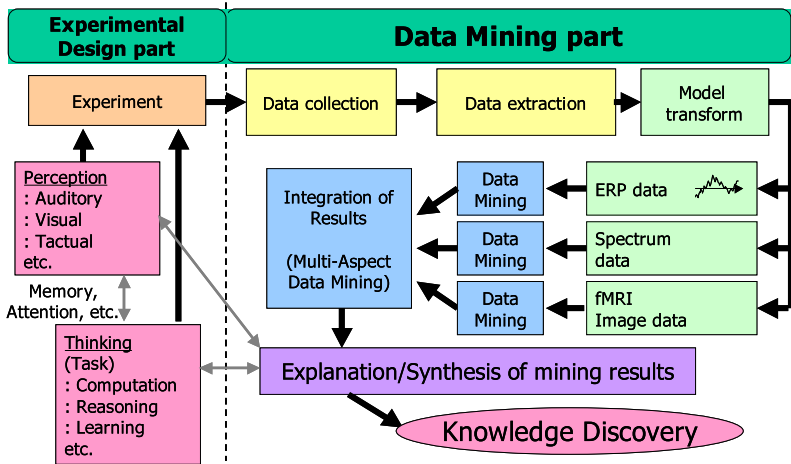 Experimental
Design part
Data Mining part
Experiment
Data collection
Data extraction
Model
transform
Perception
: Auditory
: Visual
: Tactual
etc.
Integration of
Results
(Multi-Aspect
Data Mining)
Data
Mining
ERP data
Data
Mining
Spectrum
data
Data
Mining
fMRI
Image data
Memory,
Attention, etc.
Thinking
(Task)
: Computation
: Reasoning
: Learning
etc.
Explanation/Synthesis of mining results
Knowledge Discovery